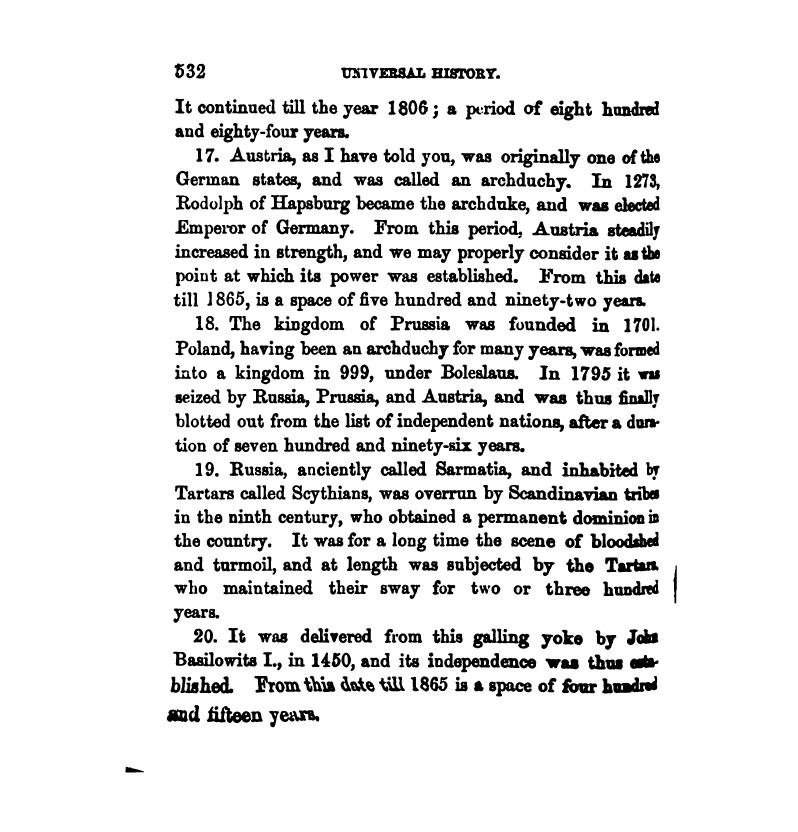 532 UNIVERSAL HISTORY.
It continued till the year 1806; a period of eight hundred
and eighty-four years.
17. Austria, as I have told you, was originally one of the
German states, and was called an archduchy. In 1273,
Rodolph of Hapsburg became the archduke, and was elected
Emperor of Germany. From this period, Austria steadily
increased in strength, and we may properly consider it as the
point at which its power was established. From this date
till 1865, is a space of five hundred and ninety-two years.
18. The kingdom of Prussia was founded in 1701.
Poland, having been an archduchy for many years, was formed
into a kingdom in 999, under Boleslaus. In 1795 it was
seized by Russia, Prussia, and Austria, and was thus finally
blotted out from the list of independent nations, after a dura-
tion of seven hundred and ninety-six years.
19. Russia, anciently called Sarmatia, and inhabited by
Tartars called Scythians, was overrun by Scandinavian tribes
in the ninth century, who obtained a permanent dominion in
the country. It was for a long time the scene of bloodshed
and turmoil, and at length was subjected by the Tartars,
who maintained their sway for two or three hundred
years.
20. It was delivered from this galling yoke by John
Basilowits I., in 1450, and its independence was thus esta-
blished. From this date till 1865 is a space of four hundred
and fifteen years.